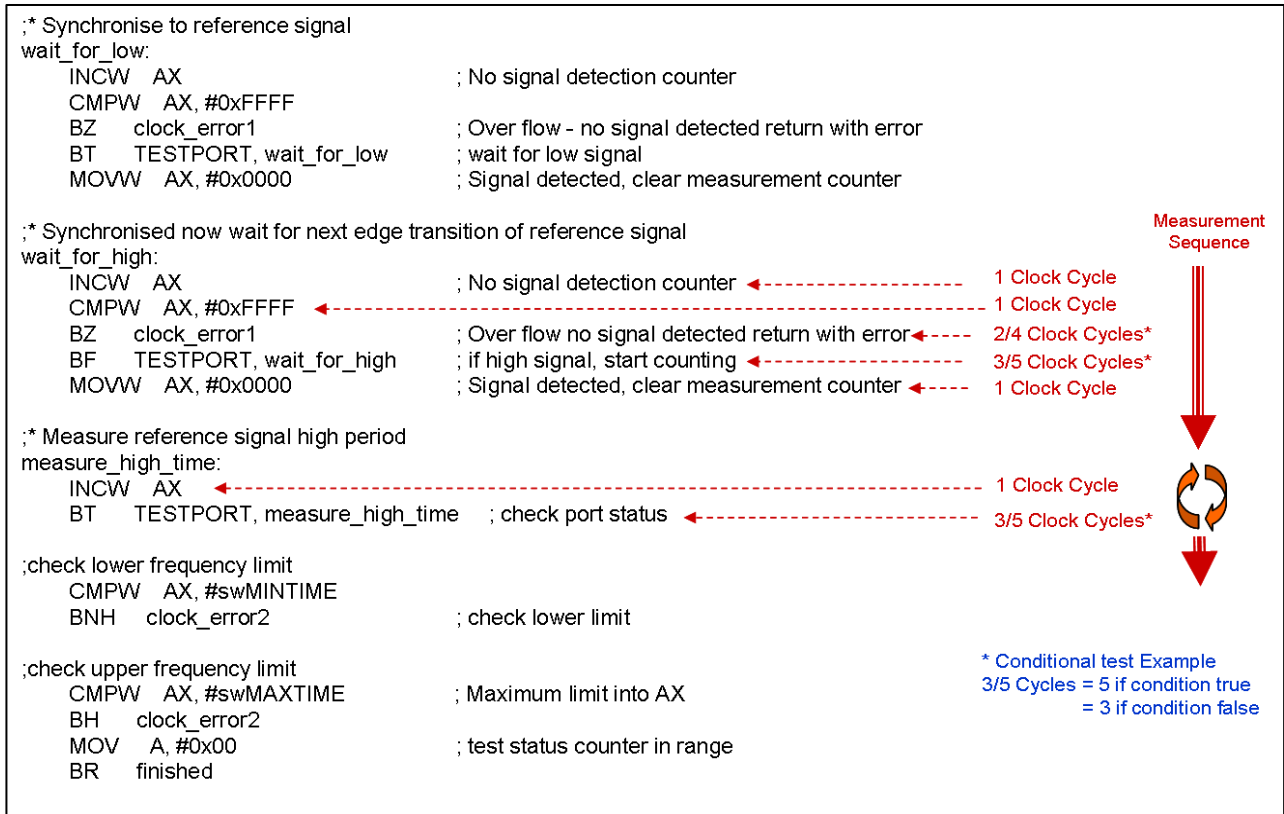 ;* Synchronise to reference signal
wait_for_low:
INCW AX ; No signal detection counter
CMPW AX, #0xFFFF
BZ clock_error1 ; Over flow - no signal detected return with error
BT TESTPORT, wait_for_low ; wait for low signal
MOVW AX, #0x0000 ; Signal detected, clear measurement counter
;* Synchronised now wait for next edge transition of reference signal
Measurement
Sequence
wait_for_high:
INCW AX ; No signal detection counter 1 Clock Cycle
CMPW AX, #0xFFFF 1 Clock Cycle
BZ clock_error1 ; Over flow no signal detected return with error 2/4 Clock Cycles*
BF TESTPORT, wait_for_high ; if high signal, start counting 3/5 Clock Cycles*
MOVW AX, #0x0000 ; Signal detected, clear measurement counter 1 Clock Cycle
;* Measure reference signal high period
measure_high_time:
INCW AX 1 Clock Cycle
BT TESTPORT, measure_high_time ; check port status 3/5 Clock Cycles*
;check lower frequency limit
CMPW AX, #swMINTIME
BNH clock_error2 ; check lower limit
;check upper frequency limit
CMPW AX, #swMAXTIME ; Maximum limit into AX
BH clock_error2
MOV A, #0x00 ; test status counter in range
BR finished
* Conditional test Example
3/5 Cycles = 5 if condition true
= 3 if condition false